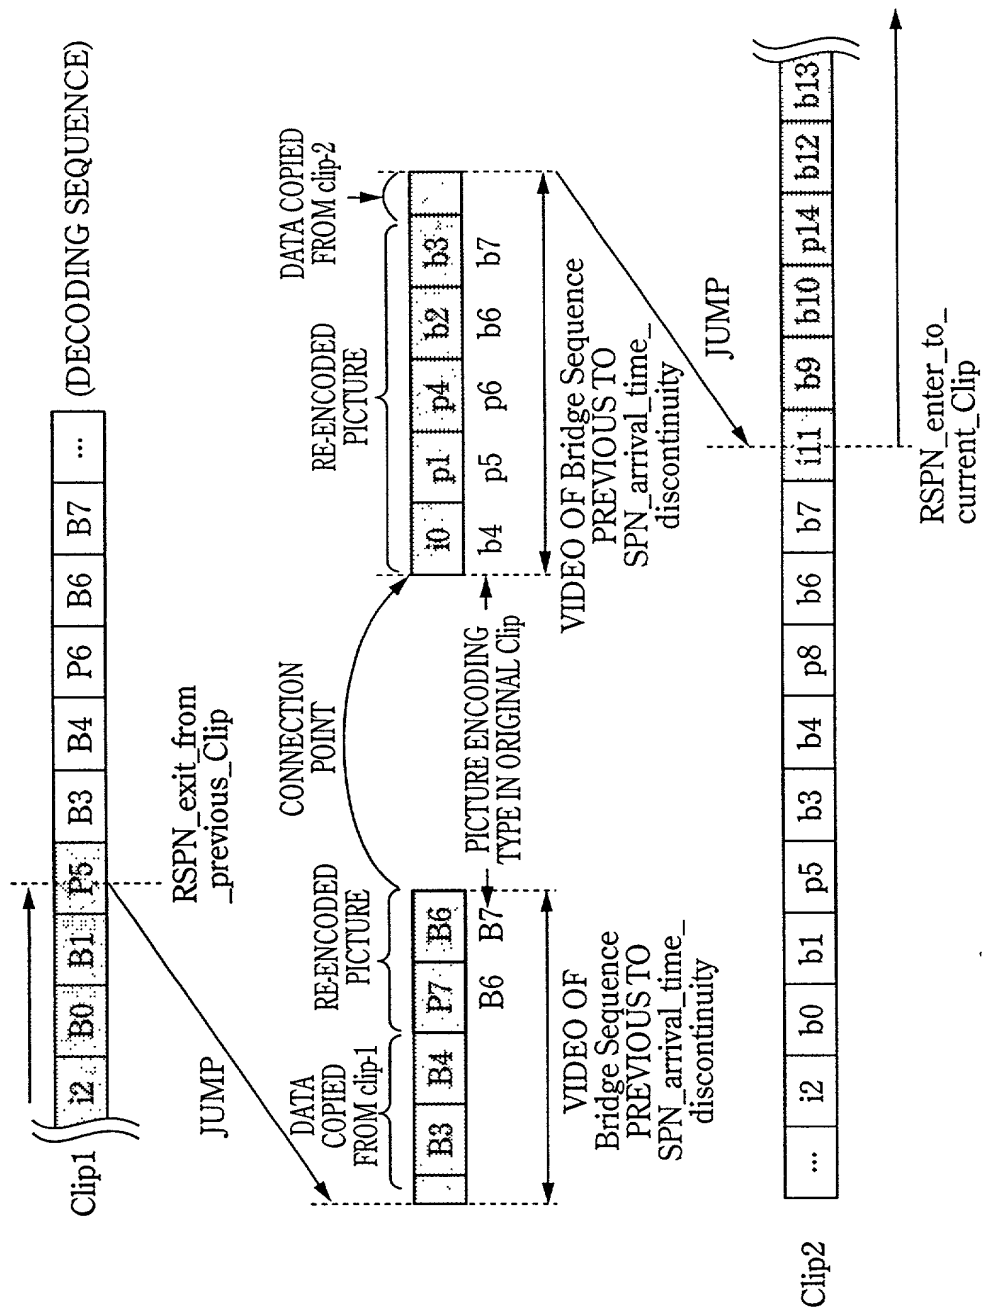 Clip1
i2 B0 B1 P5 B3 B4 P6 B6 B7 ...
(DECODING SEQUENCE)
RSPN_exit_from
_previous_Clip
JUMP
DATA
COPIED
FROM clip-1
RE-ENCODED
PICTURE
CONNECTION
POINT
RE-ENCODED
PICTURE
DATA COPIED
FROM clip-2
B3 B4 P7 B6
i0 p1 p4 b2 b3
B6 B7
PICTURE ENCODING
TYPE IN ORIGINAL Clip
b4 p5 p6 b6 b7
VIDEO OF
Bridge Sequence
PREVIOUS TO
SPN_arrival_time_
discontinuity
VIDEO OF Bridge Sequence
PREVIOUS TO
SPN_arrival_time_
discontinuity
JUMP
Clip2
... i2 b0 b1 p5 b3 b4 p8 b6 b7 i11 b9 b10 p14 b12 b13
RSPN_enter_to_
current_Clip